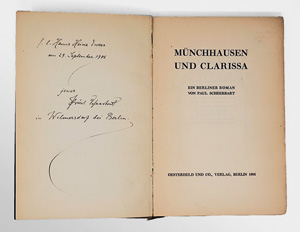 Hanns Heinz Ewers
am 29. September 1906
Paul Scheerbart
in Wilmersdorf bei Berlin.
MÜNCHHAUSEN
UND CLARISSA
EIN BERLINER ROMAN
VON PAUL SCHEERBART
OESTERHELD UND CO., VERLAG, BERLIN 1906